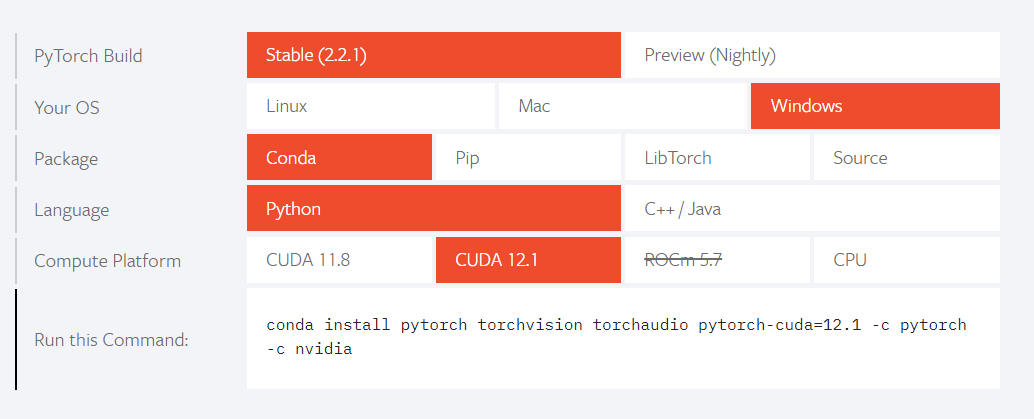 PyTorch Build Stable (2.2.1) Preview (Nightly)
Your OS Linux Mac Windows
Package Conda Pip LibTorch Source
Language Python C++ / Java
Compute Platform CUDA 11.8 CUDA 12.1 ROCm 5.7 CPU
Run this Command: conda install pytorch torchvision torchaudio pytorch-cuda=12.1 -c pytorch
-c nvidia